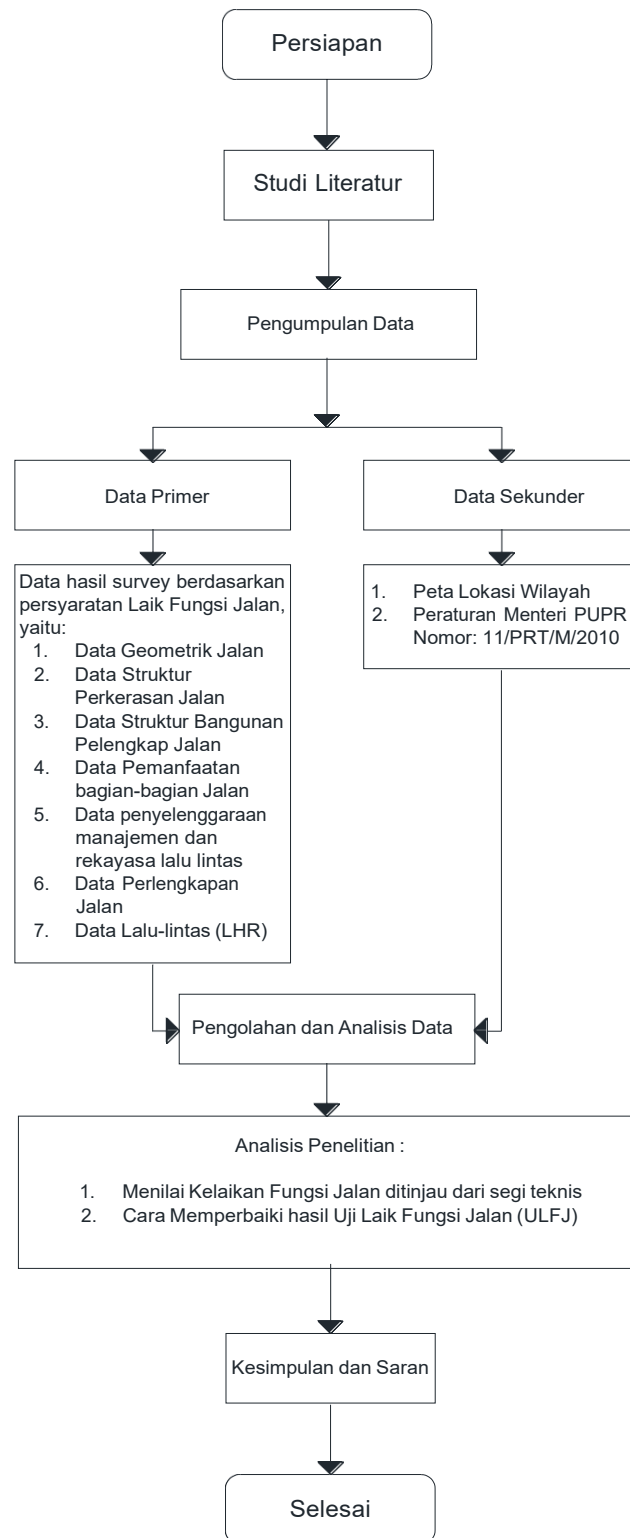 Persiapan
Studi Literatur
Pengumpulan Data
Data Primer
Data Sekunder
Data hasil survey berdasarkan
persyaratan Laik Fungsi Jalan,
yaitu:
1. Data Geometrik Jalan
2. Data Struktur
Perkerasan Jalan
3. Data Struktur Bangunan
Pelengkap Jalan
4. Data Pemanfaatan
bagian-bagian Jalan
5. Data penyelenggaraan
manajemen dan
rekayasa lalu lintas
6. Data Perlengkapan
Jalan
7. Data Lalu-lintas (LHR)
1. Peta Lokasi Wilayah
2. Peraturan Menteri PUPR
Nomor: 11/PRT/M/2010
Pengolahan dan Analisis Data
Analisis Penelitian :
1. Menilai Kelaikan Fungsi Jalan ditinjau dari segi teknis
2. Cara Memperbaiki hasil Uji Laik Fungsi Jalan (ULFJ)
Kesimpulan dan Saran
Selesai